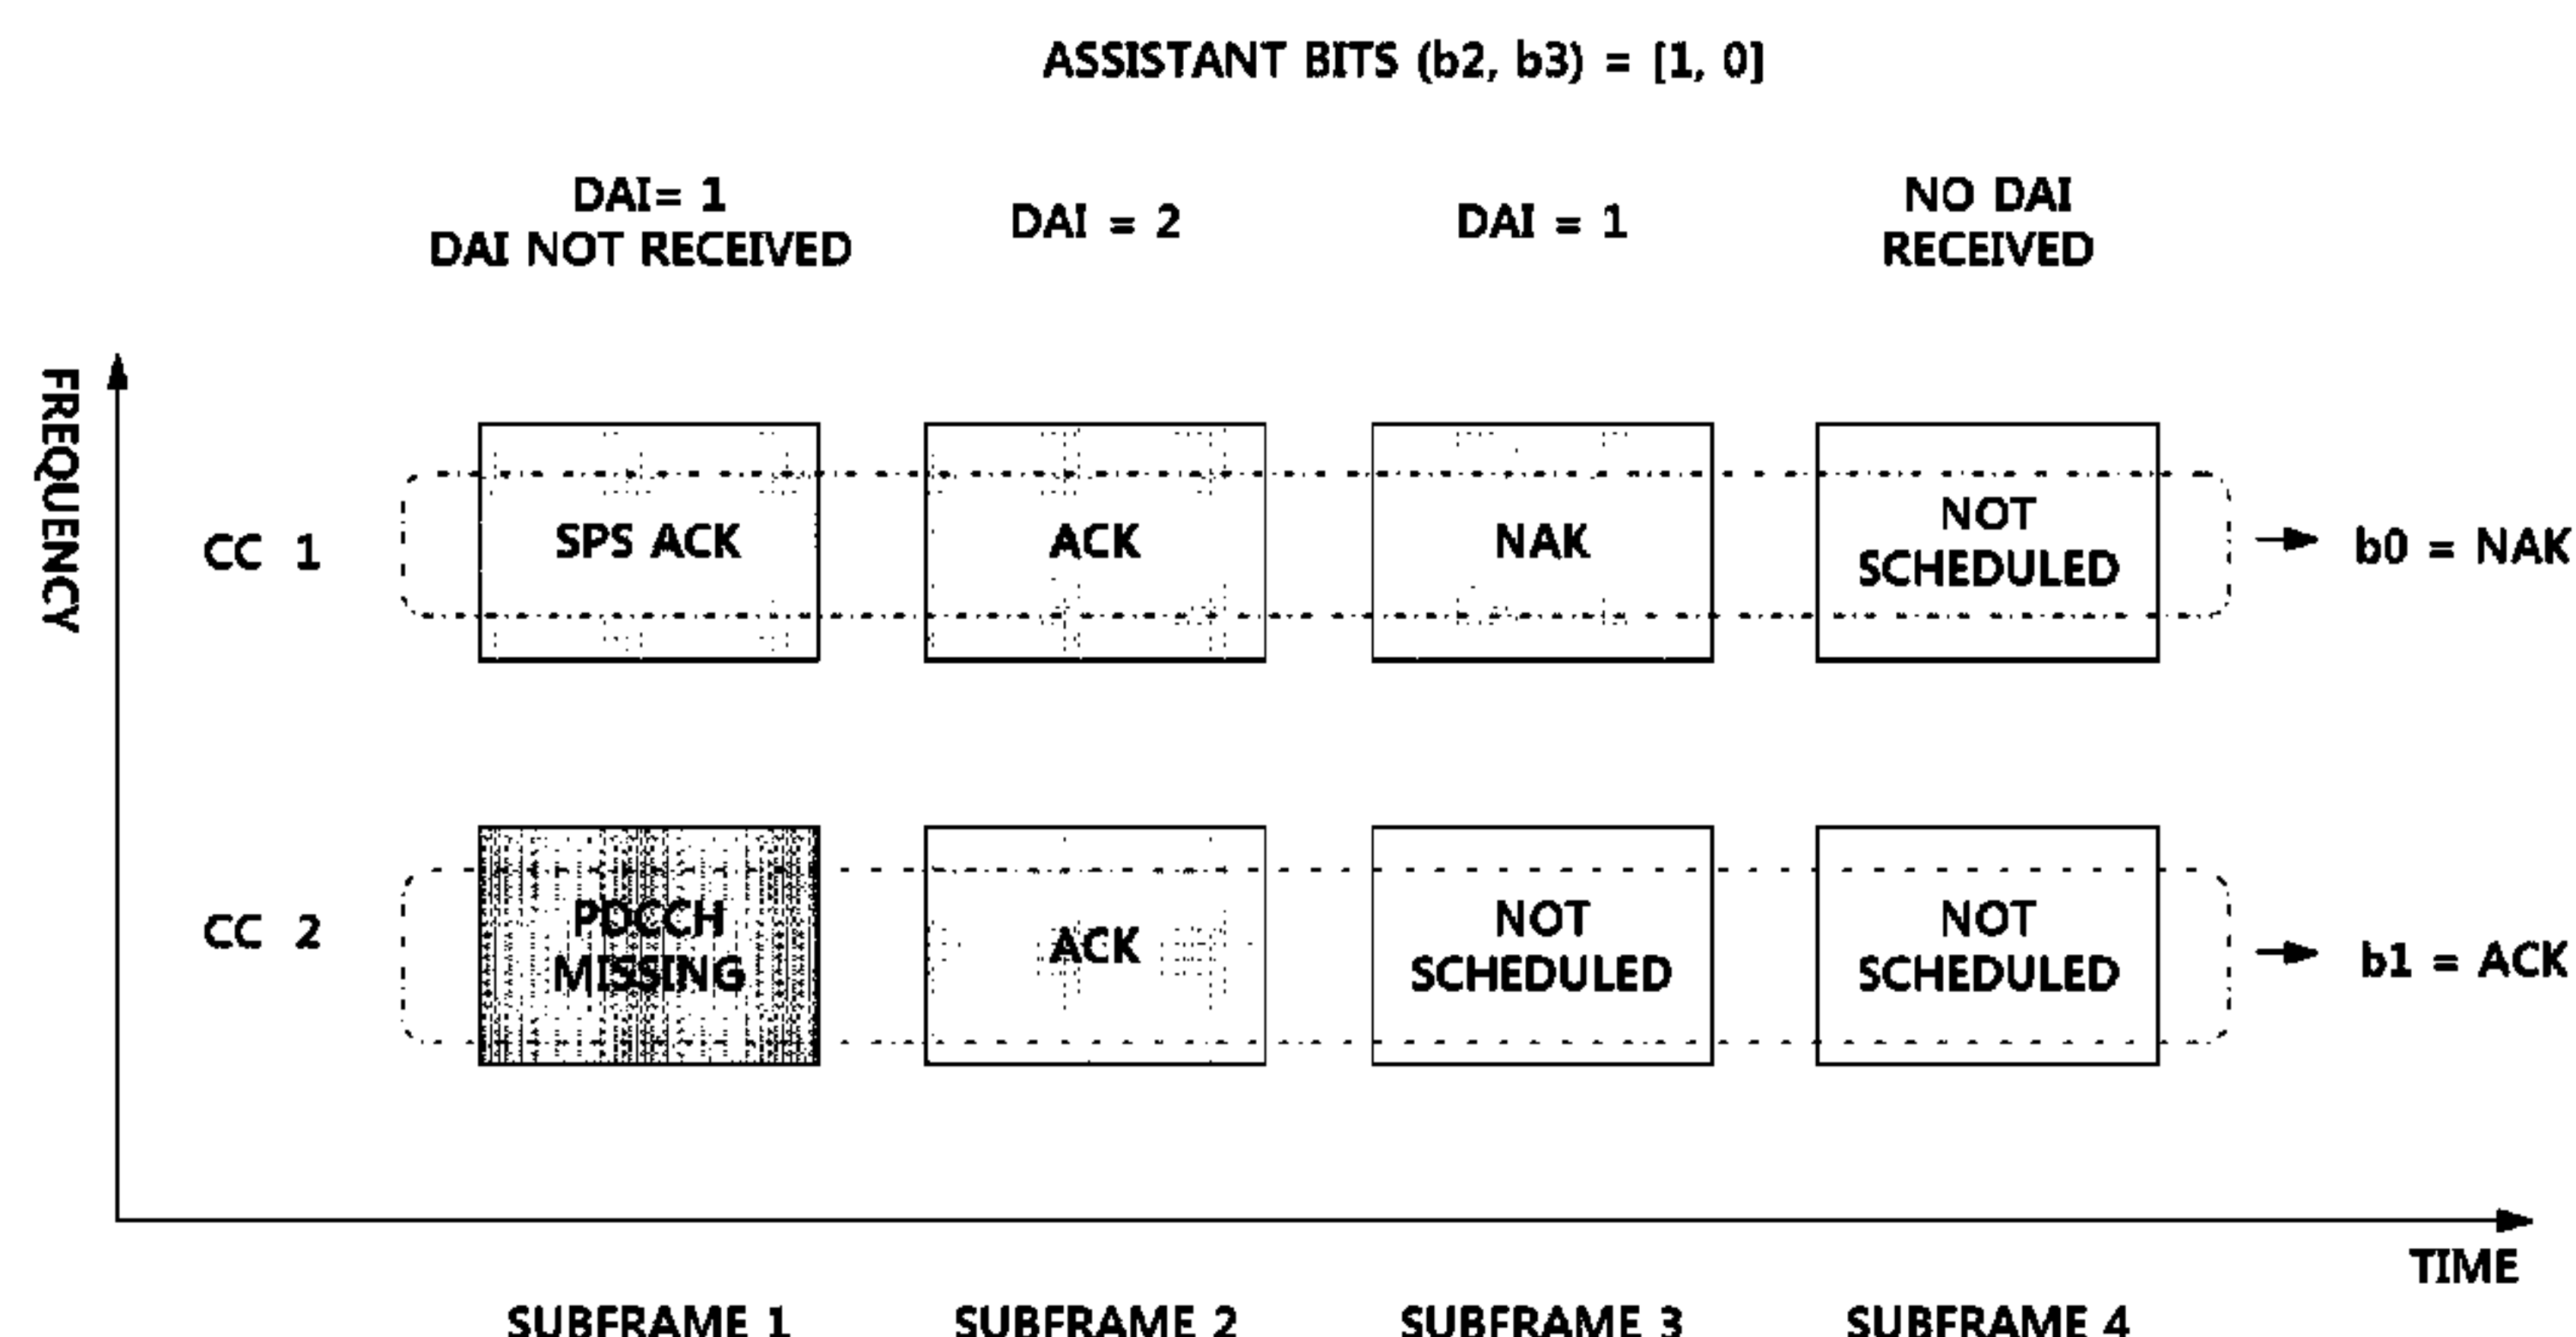 ASSISTANT BITS (b2, b3) = [1, 0]
DAI= 1
DAI NOT RECEIVED
DAI = 2
DAI = 1
NO DAI
RECEIVED
FREQUENCY
CC 1
SPS ACK
ACK
NAK
NOT
SCHEDULED
b0 = NAK
CC 2
PDCCH
MISSING
ACK
NOT
SCHEDULED
NOT
SCHEDULED
b1 = ACK
TIME
SUBFRAME 1
SUBFRAME 2
SUBFRAME 3
SUBFRAME 4